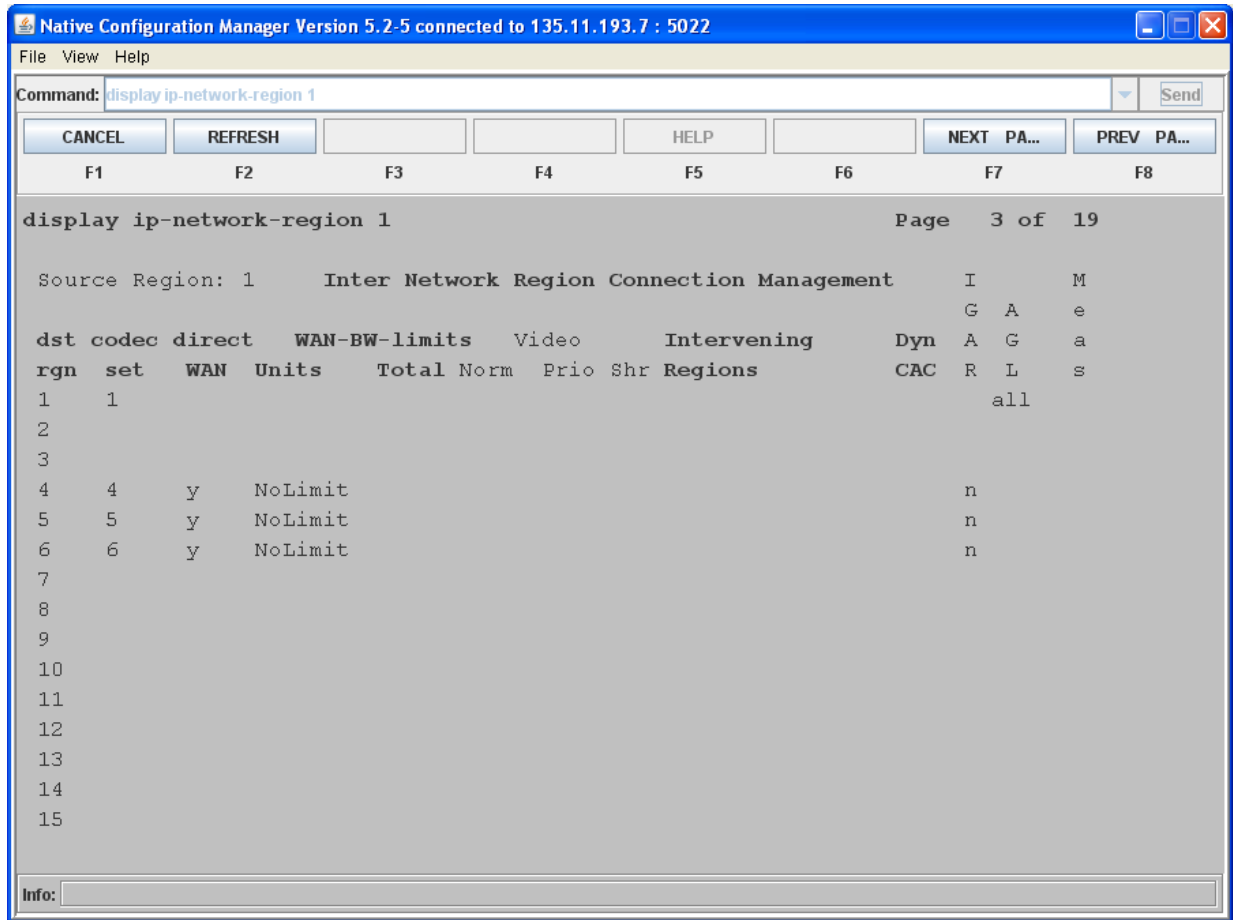 Native Configuration Manager Version 5.2-5 connected to 135.11.193.7 : 5022
File View Help
Command: display ip-network-region 1 Send
CANCEL REFRESH HELP NEXT PA... PREV PA...
F1 F2 F3 F4 F5 F6 F7 F8
display ip-network-region 1 Page 3 of 19
Source Region: 1 Inter Network Region Connection Management I M
G A e
dst codec direct WAN-BW-limits Video Intervening Dyn A G a
rgn set WAN Units Total Norm Prio Shr Regions CAC R L s
1 1 all
2
3
4 4 y NoLimit n
5 5 y NoLimit n
6 6 y NoLimit n
7
8
9
10
11
12
13
14
15
Info: